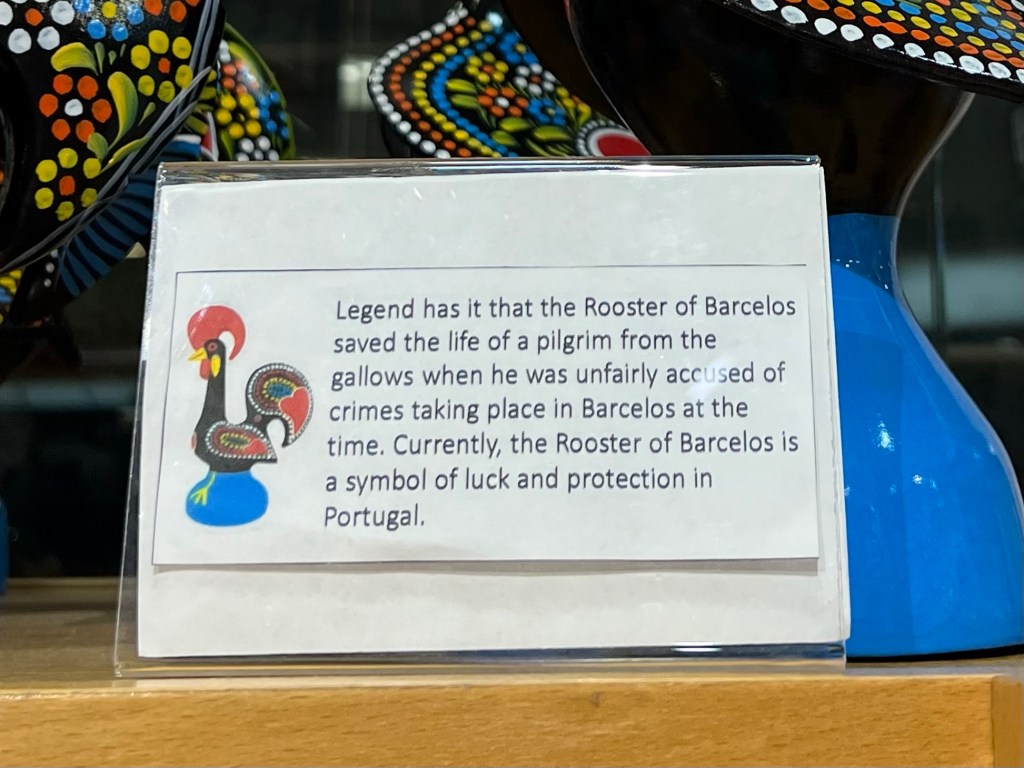 Legend has it that the Rooster of Barcelos
saved the life of a pilgrim from the
gallows when he was unfairly accused of
crimes taking place in Barcelos at the
time. Currently, the Rooster of Barcelos is
a symbol of luck and protection in
Portugal.